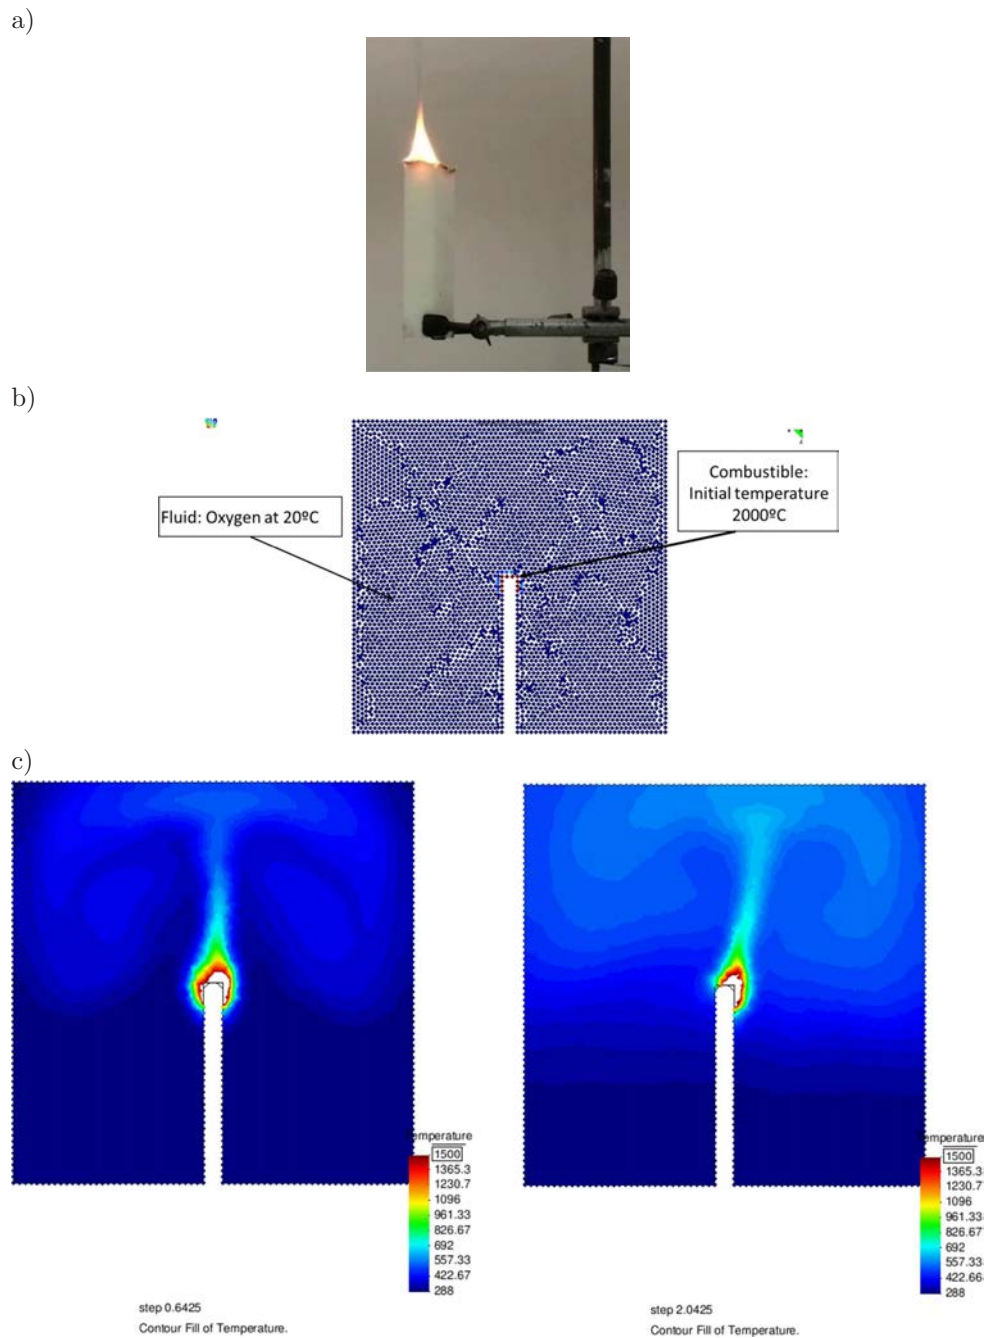 a)
b)
Fluid: Oxygen at 20ºC
Combustible:
Initial temperature
2000ºC
c)
emperature
1500
1365.3
1230.7
1096
961.33
826.67
692
557.33
422.67
288
step 0.6425
Contour Fill of Temperature.
emperature
1500
1365.3
1230.7
1096
961.33
826.67
692
557.33
422.66
288
step 2.0425
Contour Fill of Temperature.